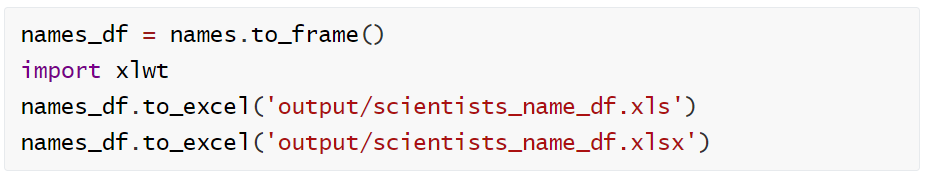 names_df = names.to_frame()
import xlwt
names_df.to_excel('output/scientists_name_df.xls')
names_df.to_excel('output/scientists_name_df.xlsx')